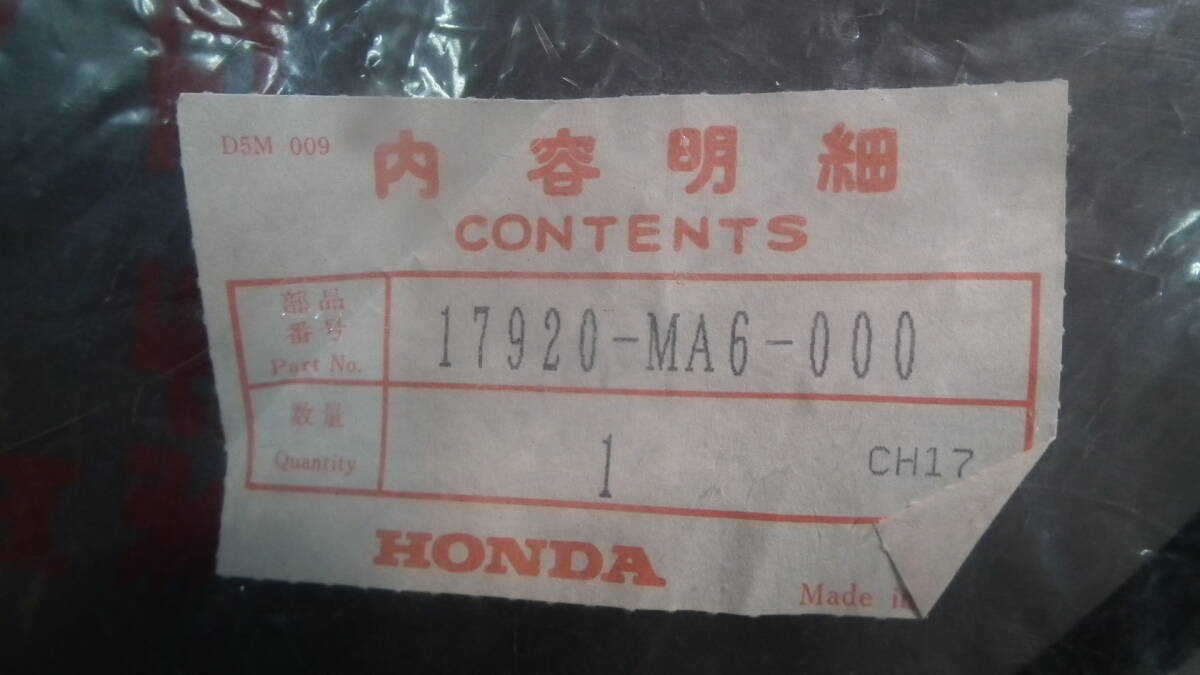 D5M 009
内容明細
CONTENTS
部品
番号
Part No.
17920-MA6-000
数量
Quantity
1
CH17
HONDA
Made in